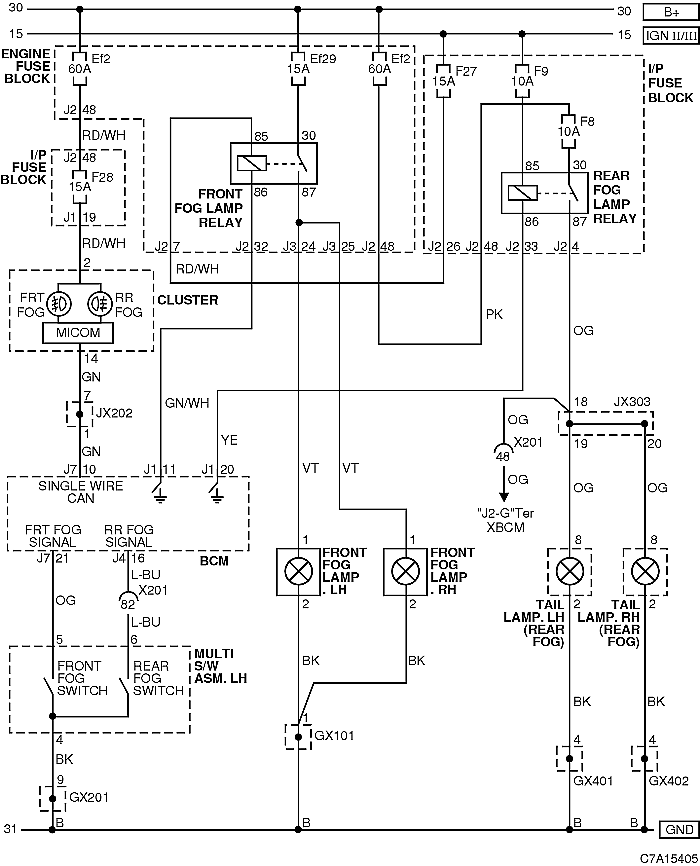 30
30
B+
15
15
IGN II/III
ENGINE
FUSE
BLOCK
Ef2
60A
Ef29
15A
Ef2
60A
F27
15A
F9
10A
I/P
FUSE
BLOCK
J2 48
RD/WH
F8
10A
85
30
86
87
FRONT
FOG LAMP
RELAY
I/P
FUSE
BLOCK
J2 48
F28
15A
J1 19
85
30
86
87
REAR
FOG
LAMP
RELAY
RD/WH
J2 7
J2 32
J3 24
J3 25
J2 48
J2 26
J2 48
J2 33
J2 4
RD/WH
2
FRT
FOG
RR
FOG
MICOM
CLUSTER
14
GN
7
JX202
1
GN
GN/WH
YE
VT
VT
PK
OG
18
JX303
OG
X201
48
OG
"J2-G"Ter
XBCM
19
20
OG
OG
J7 10
J1 11
J1 20
SINGLE WIRE
CAN
FRT FOG
SIGNAL
RR FOG
SIGNAL
BCM
J7 21
J4 16
L-BU
X201
82
L-BU
OG
5
6
FRONT
FOG
SWITCH
REAR
FOG
SWITCH
MULTI
S/W
ASM. LH
4
BK
9
GX201
1
FRONT
FOG
LAMP
. LH
2
1
FRONT
FOG
LAMP
. RH
2
BK
BK
1
GX101
8
8
2
2
TAIL
LAMP. LH
(REAR
FOG)
TAIL
LAMP. RH
(REAR
FOG)
BK
BK
4
4
GX401
GX402
31
B
B
B
B
GND
C7A15405